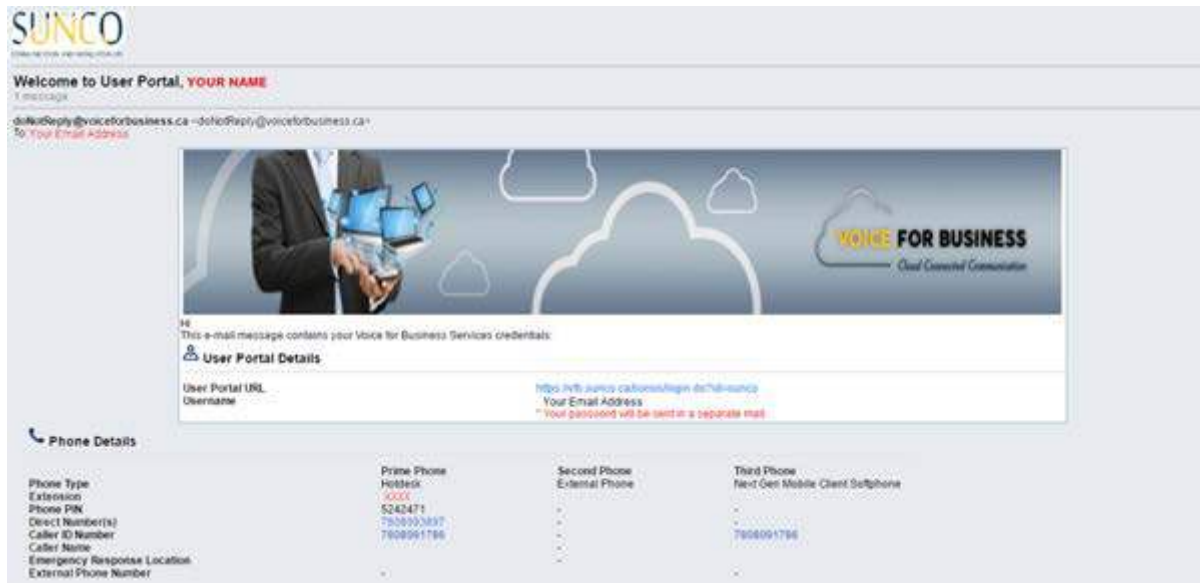 SUNCO
Welcome to User Portal, YOUR NAME
1 message
doNotReply@voiceforbusiness.ca <doNotReply@voiceforbusiness.ca>
To: Your Email Address
VOICE FOR BUSINESS
Cloud Connected Communication
Hi
This e-mail message contains your Voice for Business Services credentials:
User Portal Details
User Portal URL
Username Your Email Address
* Your password will be sent in a separate mail
Phone Details
Prime Phone Second Phone Third Phone
Phone Type Hotdesk External Phone Next Gen Mobile Client Softphone
Extension XXXX - -
Phone PIN 5242471 - -
Direct Number(s) - -
Caller ID Number 7808091786 - 7808091786
Caller Name - -
Emergency Response Location -
External Phone Number - -